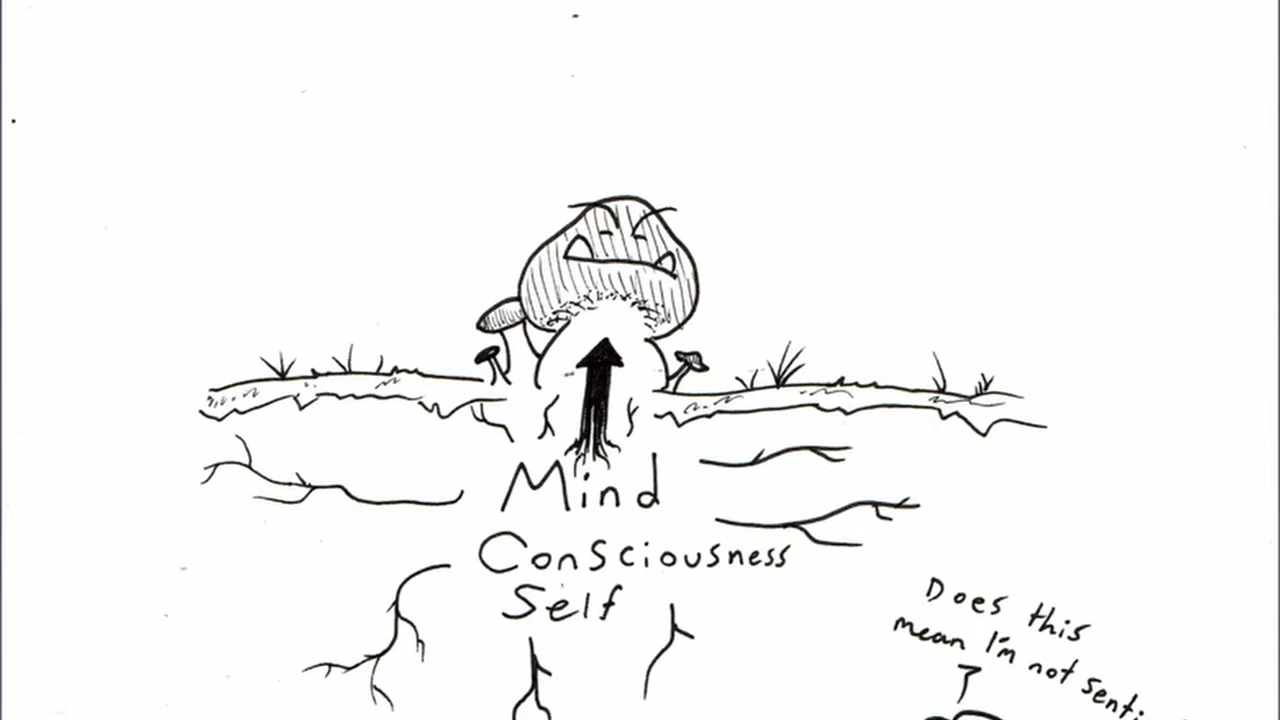 Mind
Consciousness
Self
Does this
mean I'm not